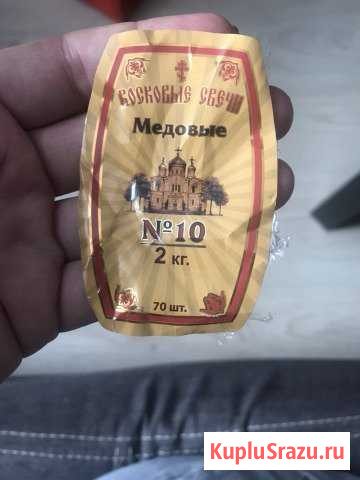 ВОСКОВЫЕ СВЕЧИ
Медовые
№10
2 кг.
70 шт.
KupluSrazu.ru